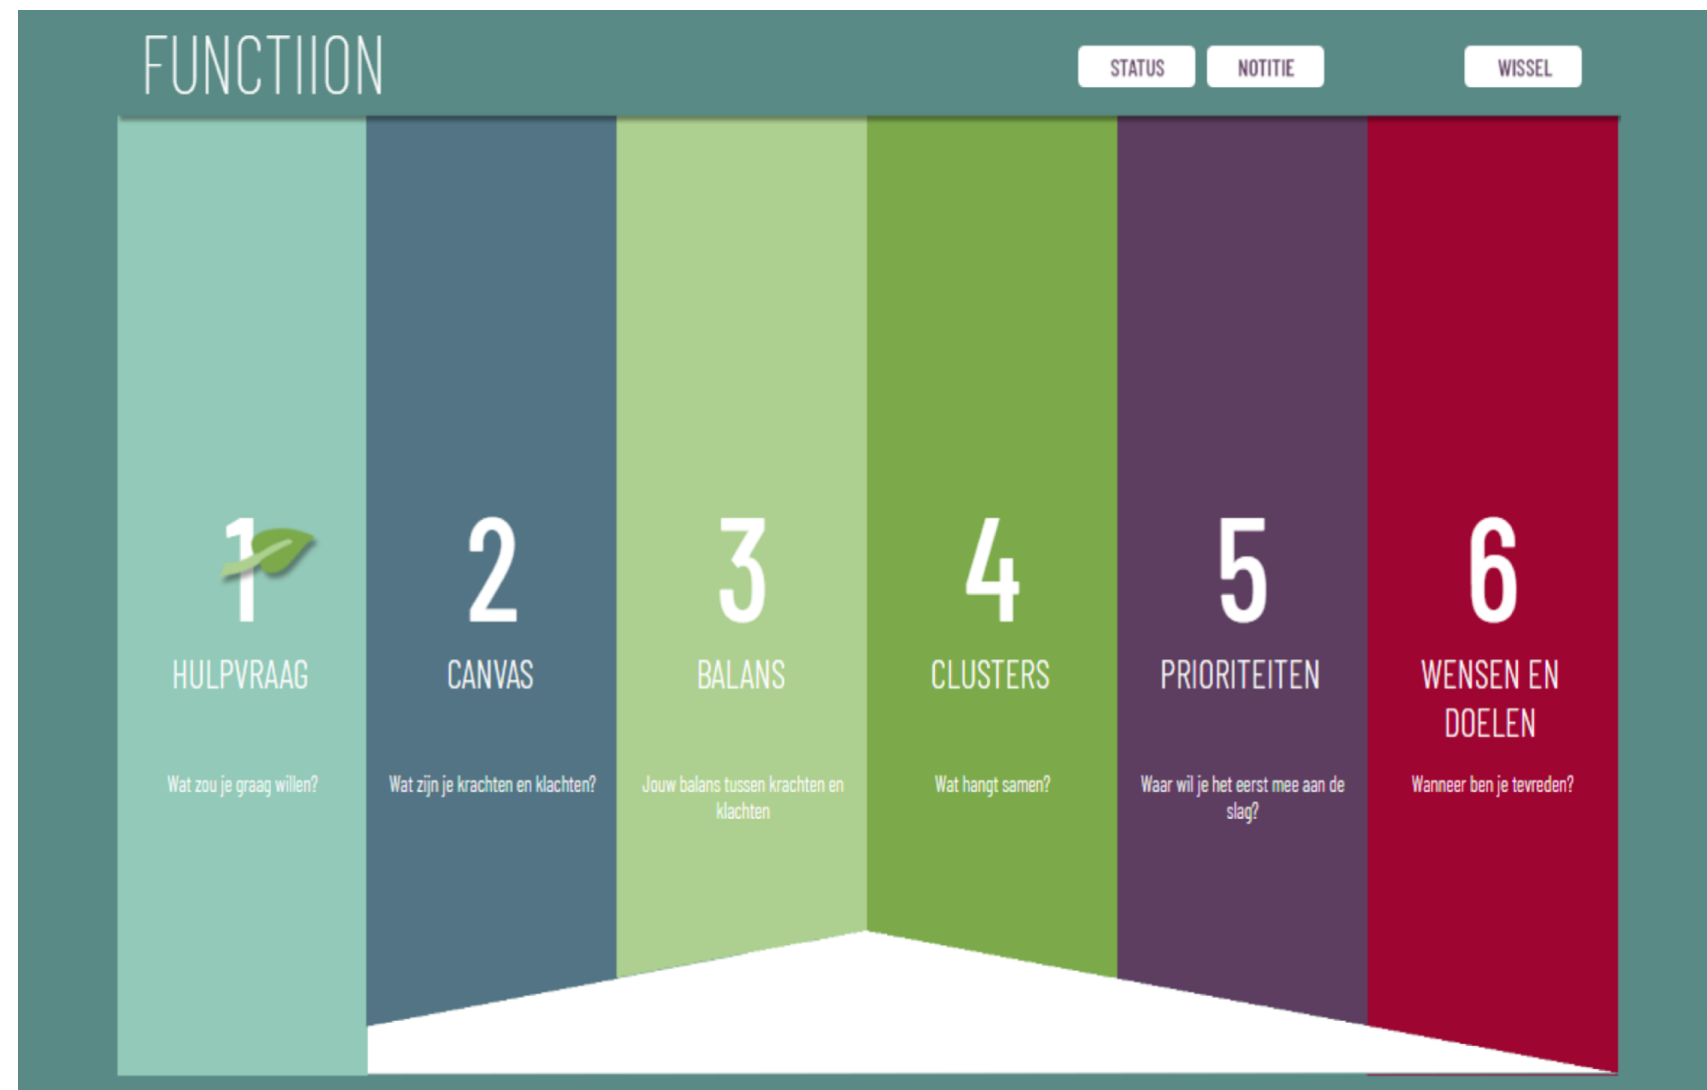 FUNCTIION
STATUS
NOTITIE
WISSEL
1
HULPVRAAG
Wat zou je graag willen?
2
CANVAS
Wat zijn je krachten en klachten?
3
BALANS
Jouw balans tussen krachten en
klachten
4
CLUSTERS
Wat hangt samen?
5
PRIORITEITEN
Waar wil je het eerst mee aan de
slag?
6
WENSEN EN
DOELEN
Wanneer ben je tevreden?